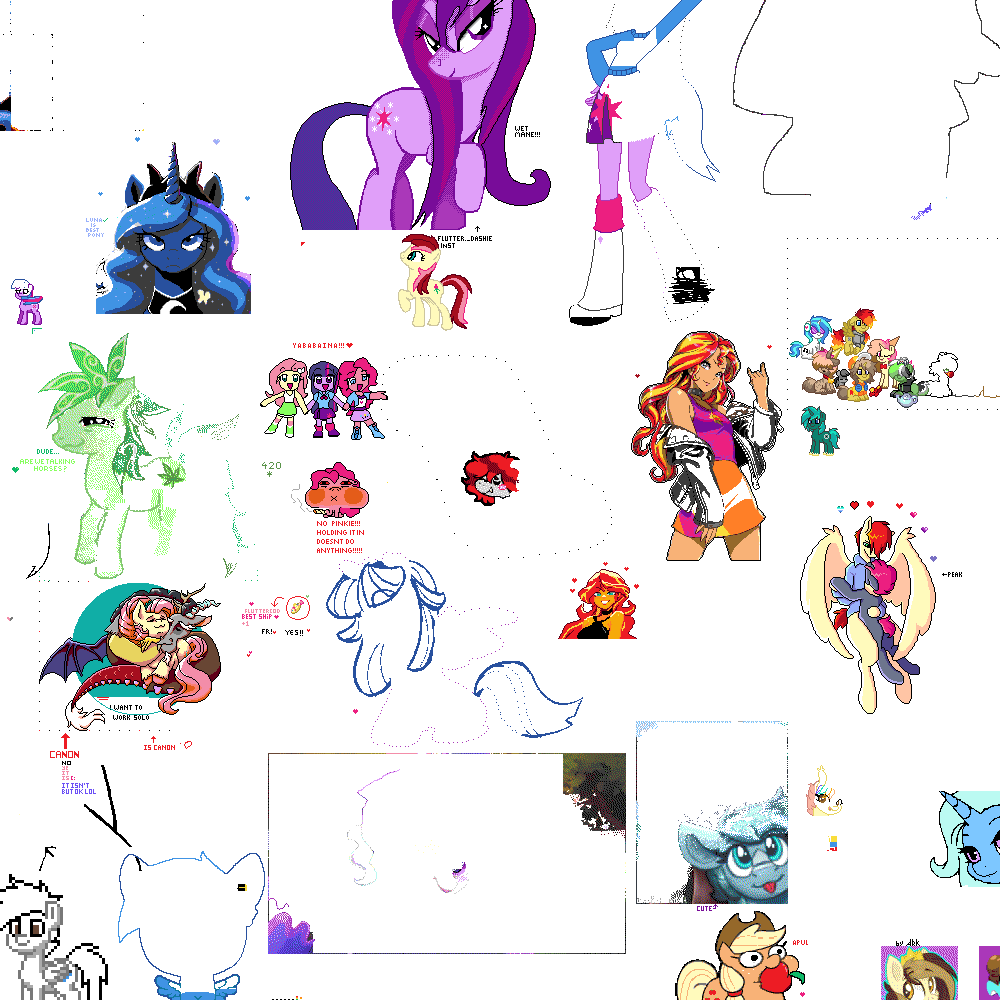 WET
MANE!!!
LUNA
IS
BEST
PONY
FLUTTER...DASHIE
INST
YABABAINA!!!
DUDE...
ARE WE TALKING
HORSES?
420
NO PINKIE!!!
HOLDING IT IN
DOESNT DO
ANYTHING!!!!!
PEAK
FLUTTERCORD
BEST SHIP
+1
FR!
YES!!
I WANT TO
WORK SOLO
IS CANON
CANON
NO
IT
IT ISN'T
BUT OK LOL
CUTE
APUL
by dbk